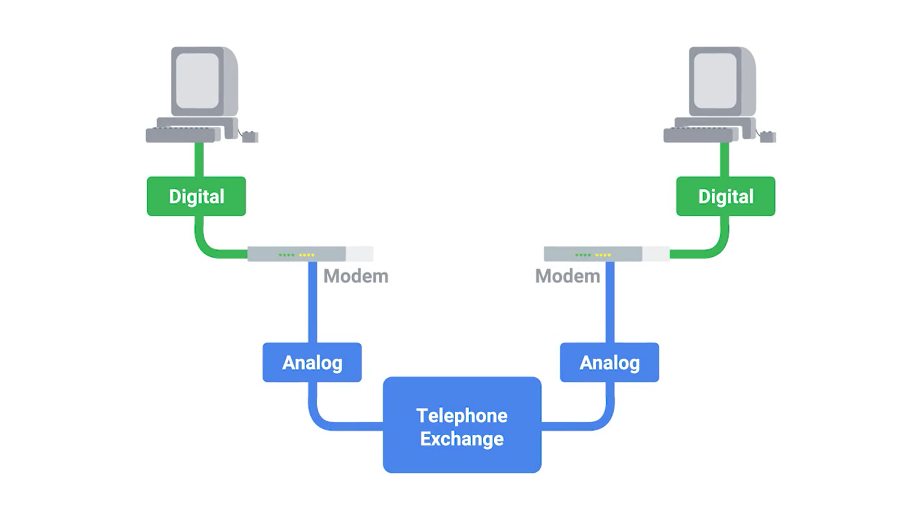 Digital
Digital
Modem
Modem
Analog
Analog
Telephone
Exchange